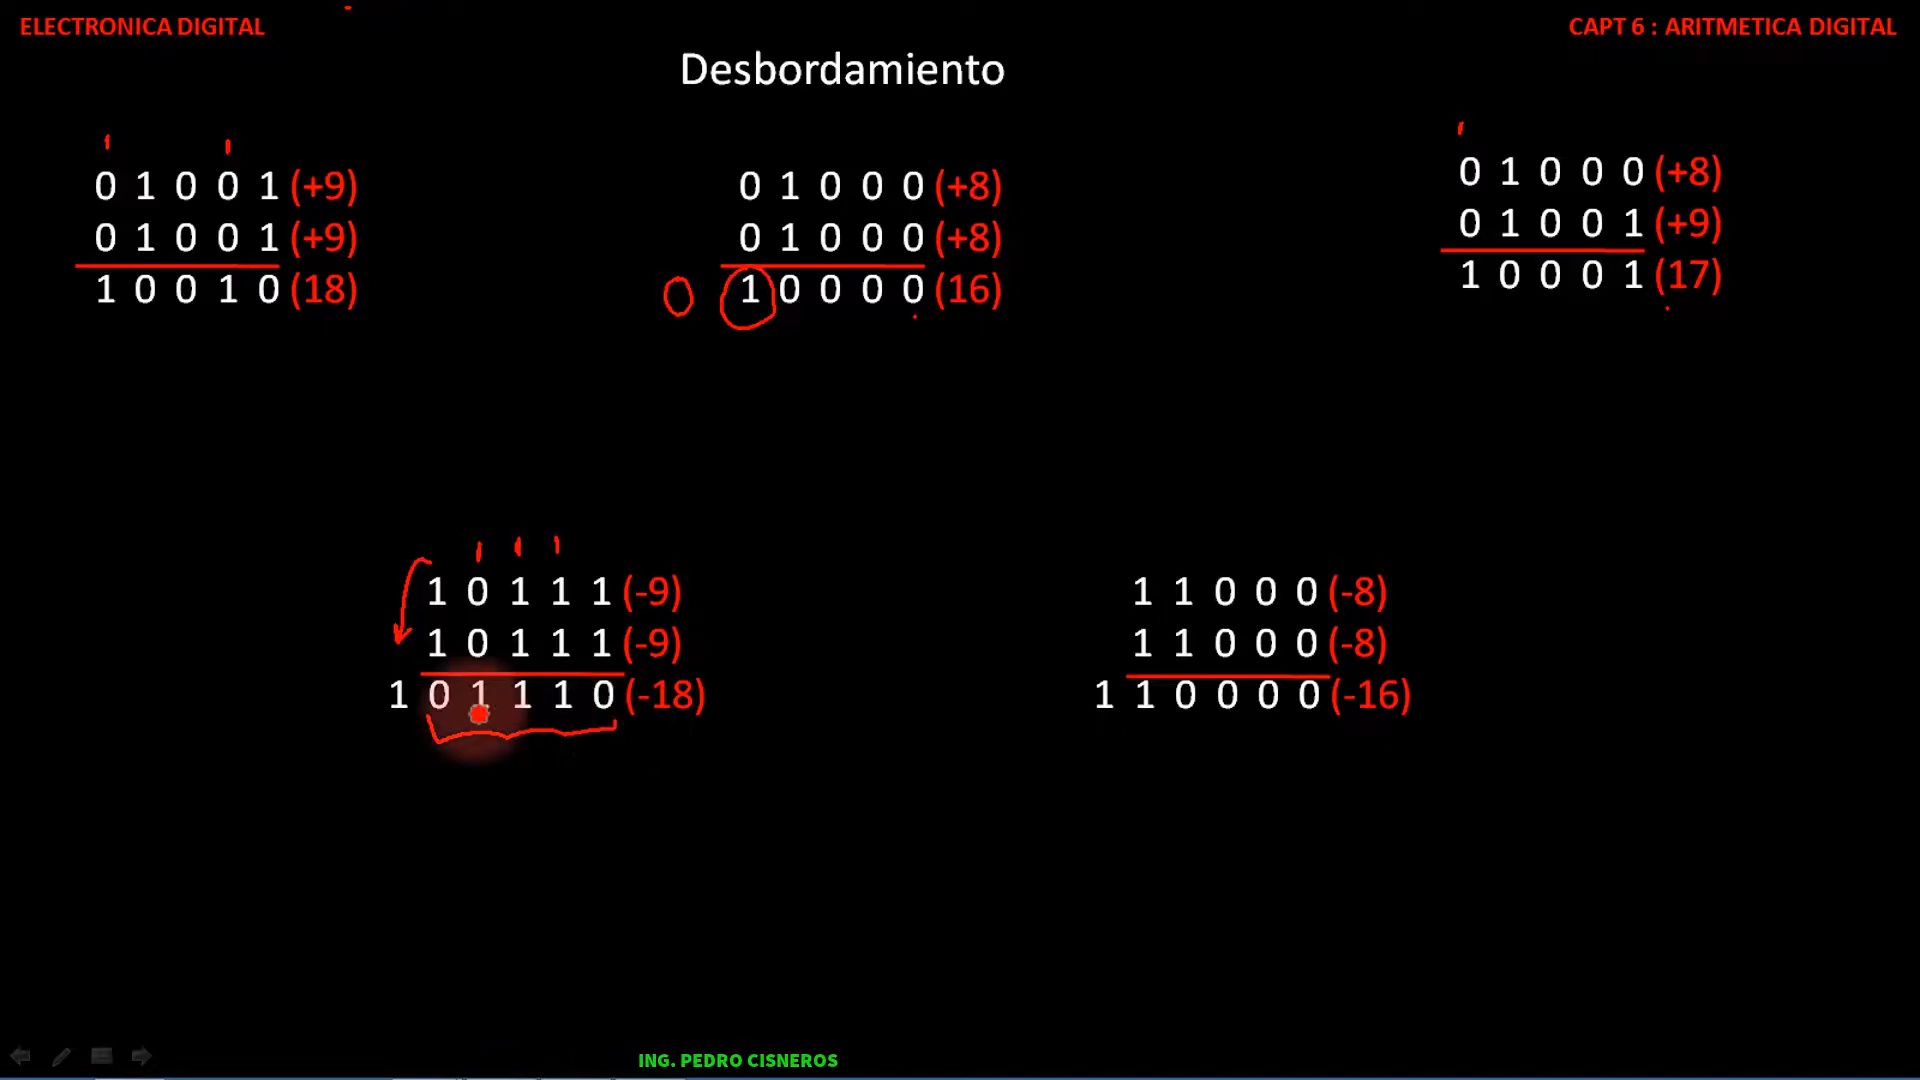 ELECTRONICA DIGITAL
CAPT 6 : ARITMETICA DIGITAL
Desbordamiento
0 1 0 0 1 (+9)
0 1 0 0 1 (+9)
1 0 0 1 0 (18)
0 1 0 0 0 (+8)
0 1 0 0 0 (+8)
0 1 0 0 0 0 (16)
0 1 0 0 0 (+8)
0 1 0 0 1 (+9)
1 0 0 0 1 (17)
1 1 1
1 0 1 1 1 (-9)
1 0 1 1 1 (-9)
1 0 1 1 1 0 (-18)
1 1 0 0 0 (-8)
1 1 0 0 0 (-8)
1 1 0 0 0 0 (-16)
ING. PEDRO CISNEROS